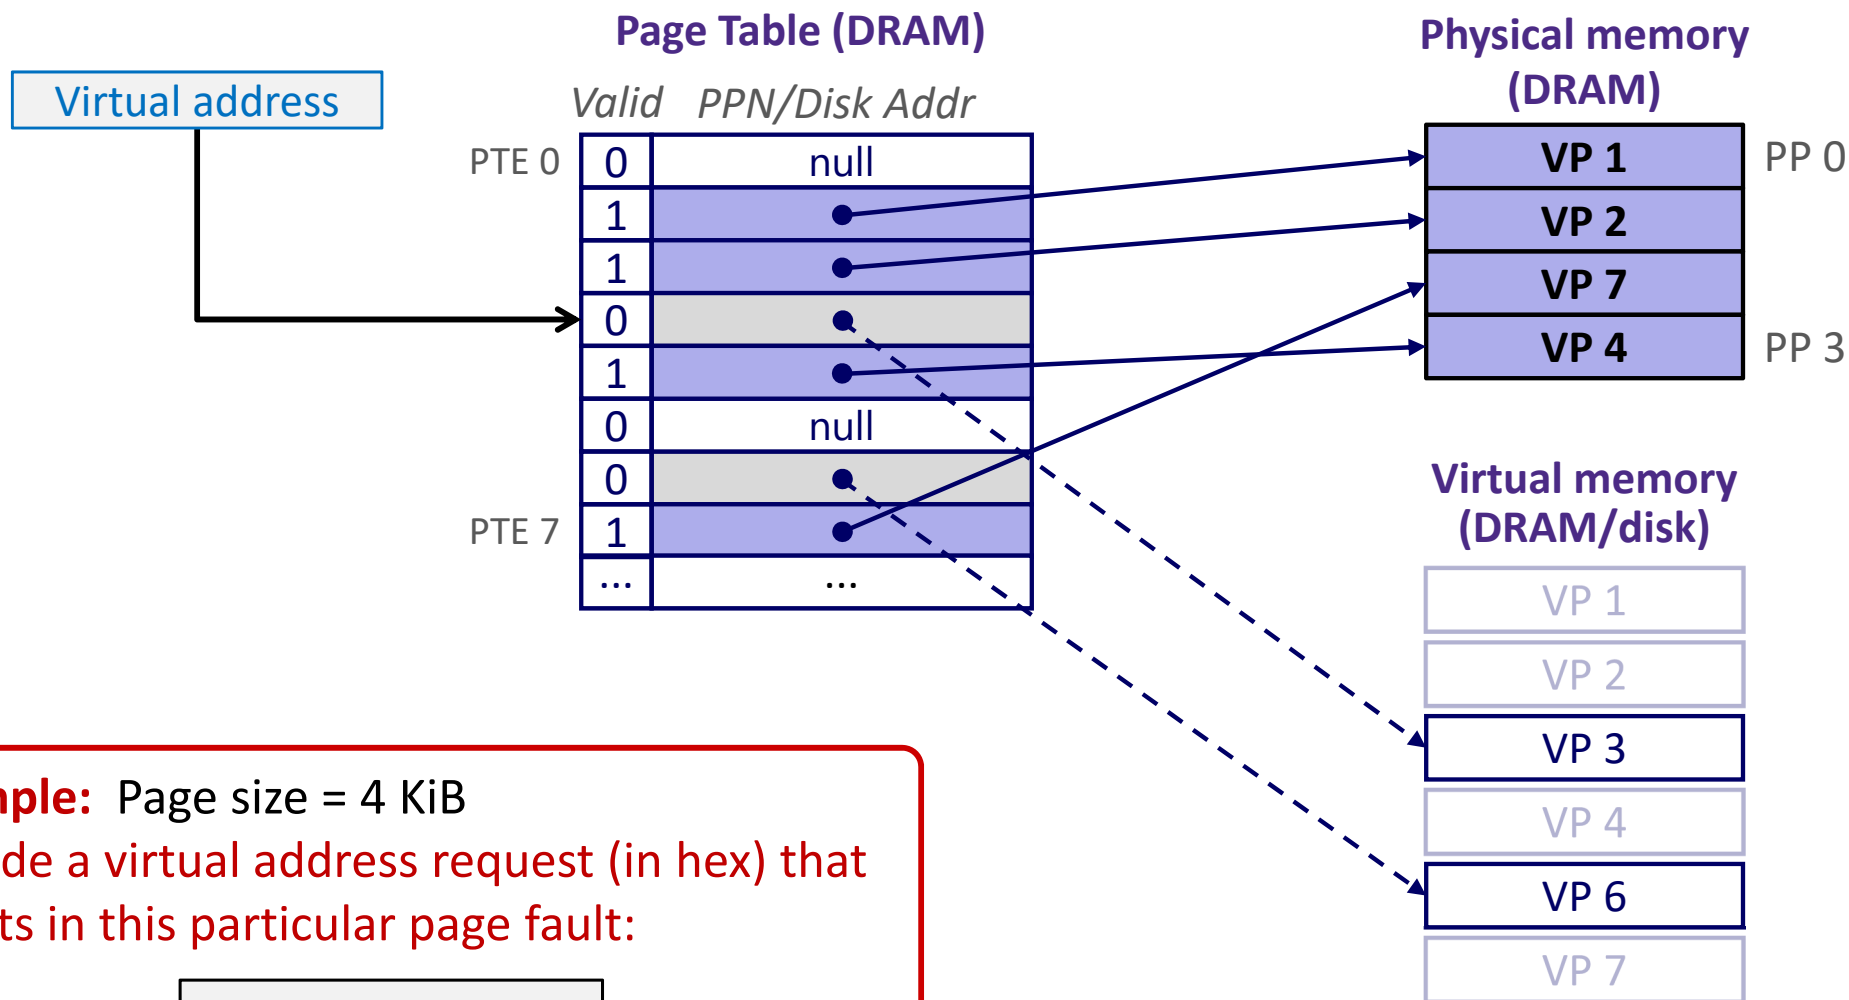 Page Table (DRAM)
Physical memory
(DRAM)
Virtual address
Valid PPN/Disk Addr
PTE 0 0 null
1
1
0
1
0 null
0
PTE 7 1
... ...
VP 1 PP 0
VP 2
VP 7
VP 4 PP 3
Virtual memory
(DRAM/disk)
VP 1
VP 2
VP 3
VP 4
VP 6
VP 7
nple: Page size = 4 KiB
de a virtual address request (in hex) that
ts in this particular page fault: